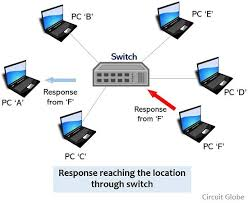 PC 'B'
PC 'E'
Switch
PC 'A'
Response
from 'F'
PC 'D'
Response
from 'F'
PC 'C'
PC 'F'
Response reaching the location
through switch
Circuit Globe